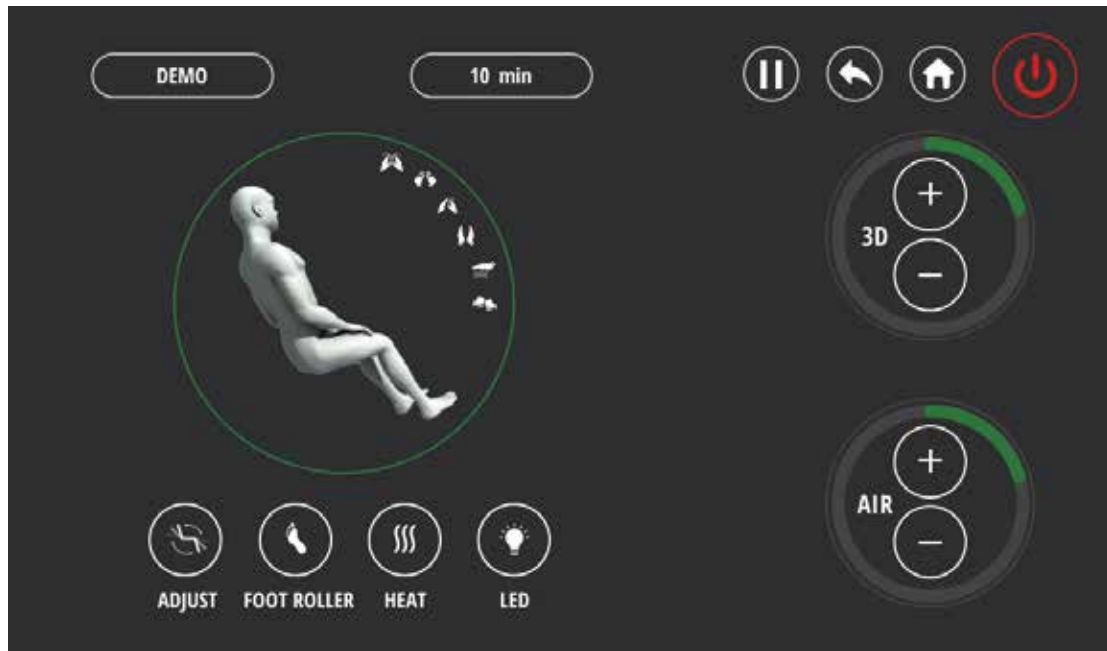 DEMO
10 min
3D
+
−
AIR
+
−
ADJUST
FOOT ROLLER
HEAT
LED